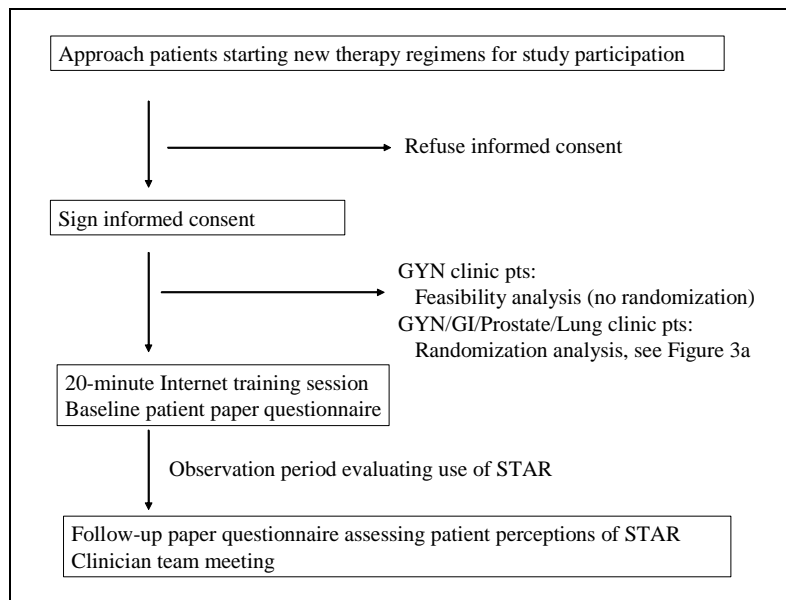 Approach patients starting new therapy regimens for study participation
Refuse informed consent
Sign informed consent
GYN clinic pts:
Feasibility analysis (no randomization)
GYN/GI/Prostate/Lung clinic pts:
Randomization analysis, see Figure 3a
20-minute Internet training session
Baseline patient paper questionnaire
Observation period evaluating use of STAR
Follow-up paper questionnaire assessing patient perceptions of STAR
Clinician team meeting